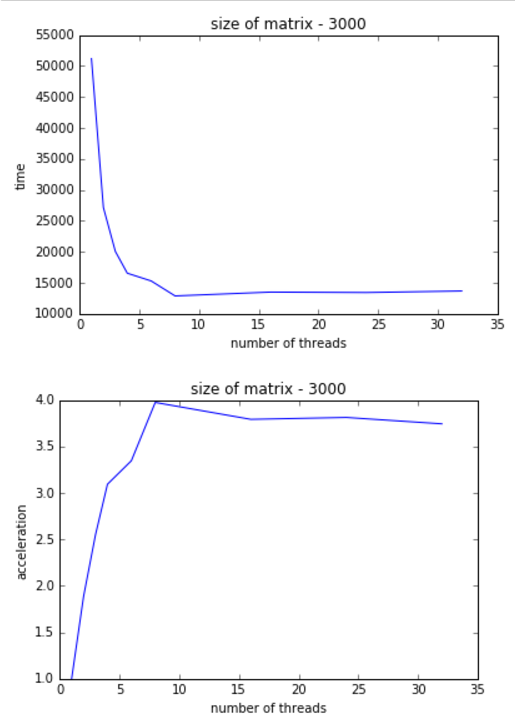 size of matrix - 3000
55000
50000
45000
40000
35000
30000
25000
20000
15000
10000
time
0 5 10 15 20 25 30 35
number of threads
size of matrix - 3000
4.0
3.5
3.0
2.5
2.0
1.5
1.0
acceleration
0 5 10 15 20 25 30 35
number of threads